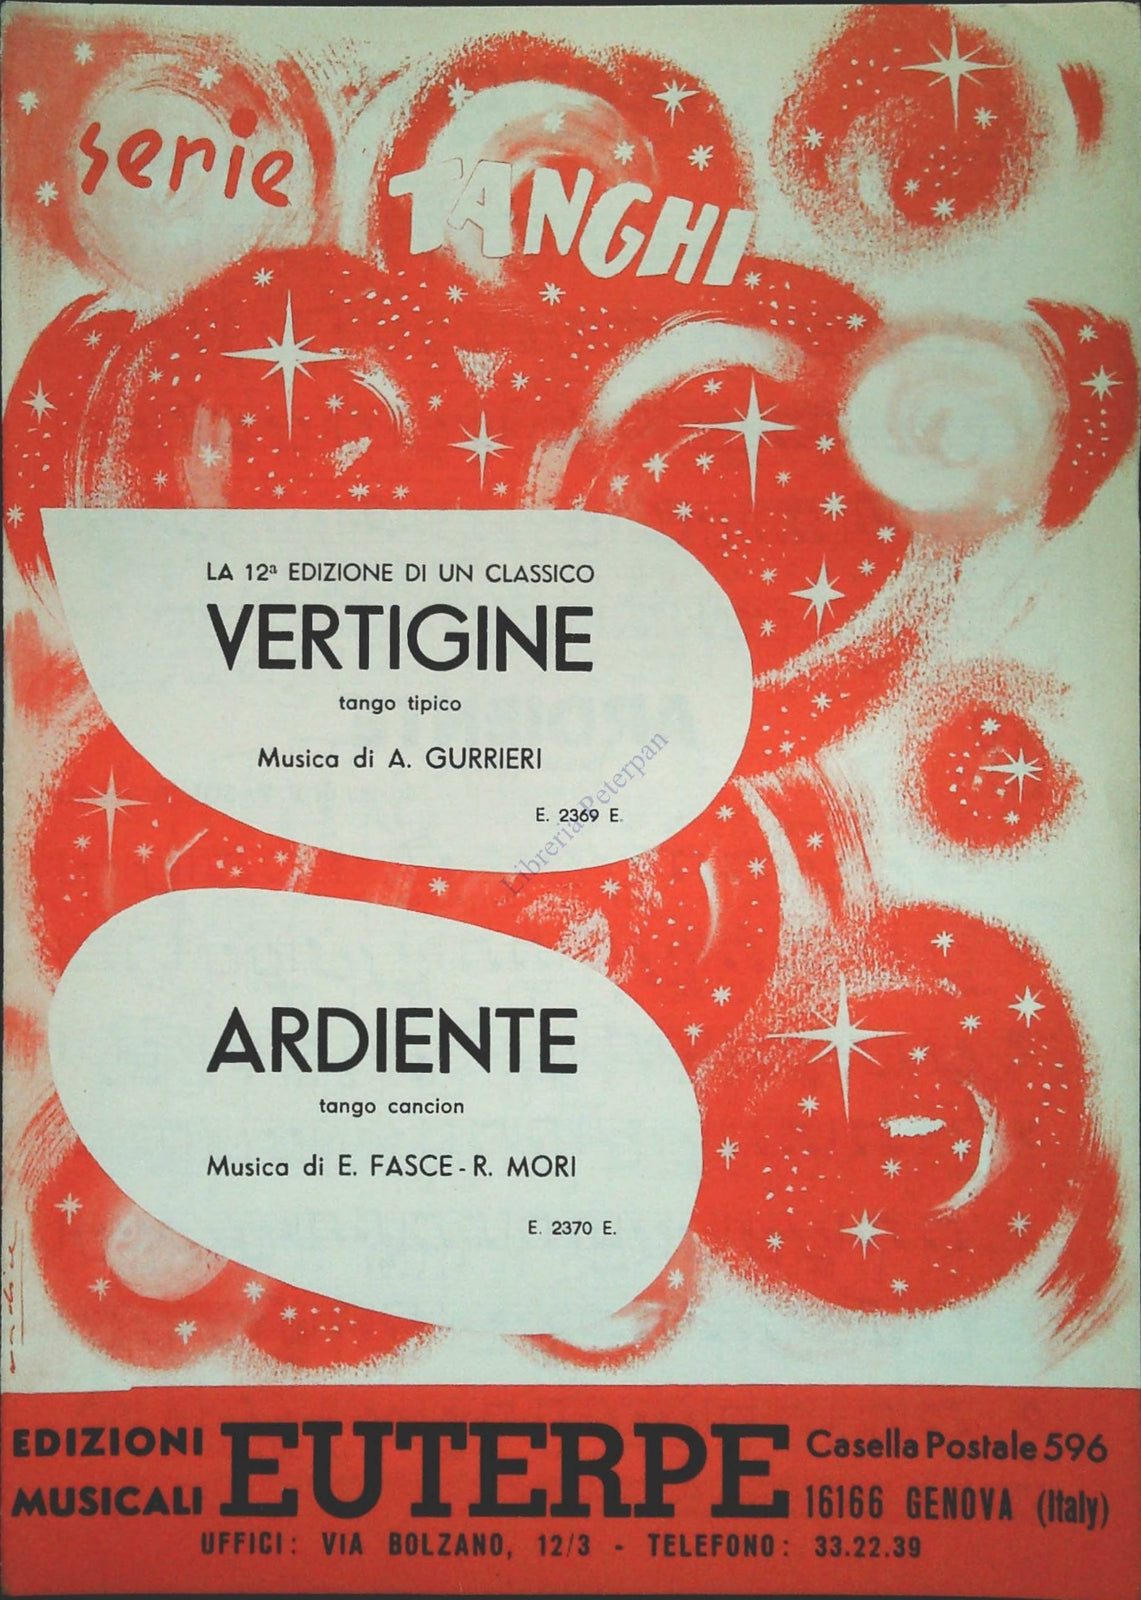 serie
TANGHI
LA 12ª EDIZIONE DI UN CLASSICO
VERTIGINE
tango tipico
Musica di A. GURRIERI
E. 2369 E.
Libreria Peterpan
ARDIENTE
tango cancion
Musica di E. FASCE - R. MORI
E. 2370 E.
EDIZIONI MUSICALI EUTERPE Casella Postale 596
16166 GENOVA (Italy)
UFFICI: VIA BOLZANO, 12/3 - TELEFONO: 33.22.39